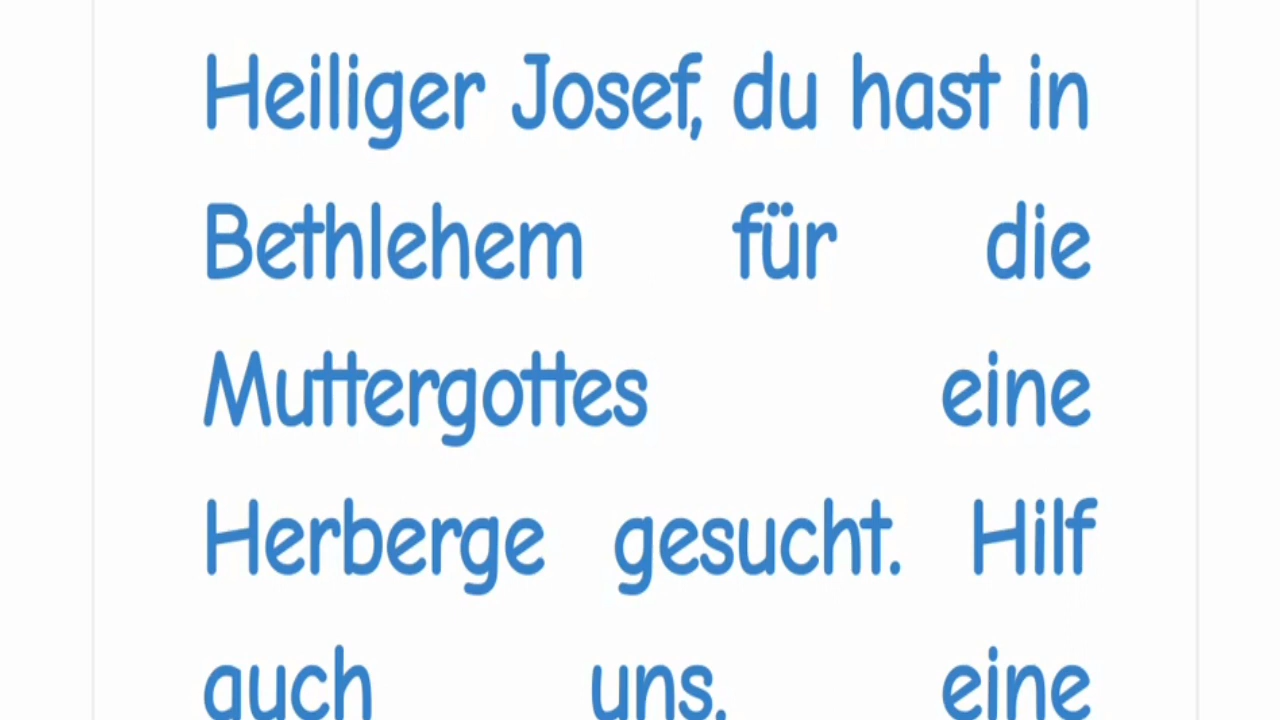 Heiliger Josef, du hast in
Bethlehem für die
Muttergottes eine
Herberge gesucht. Hilf
auch uns, eine